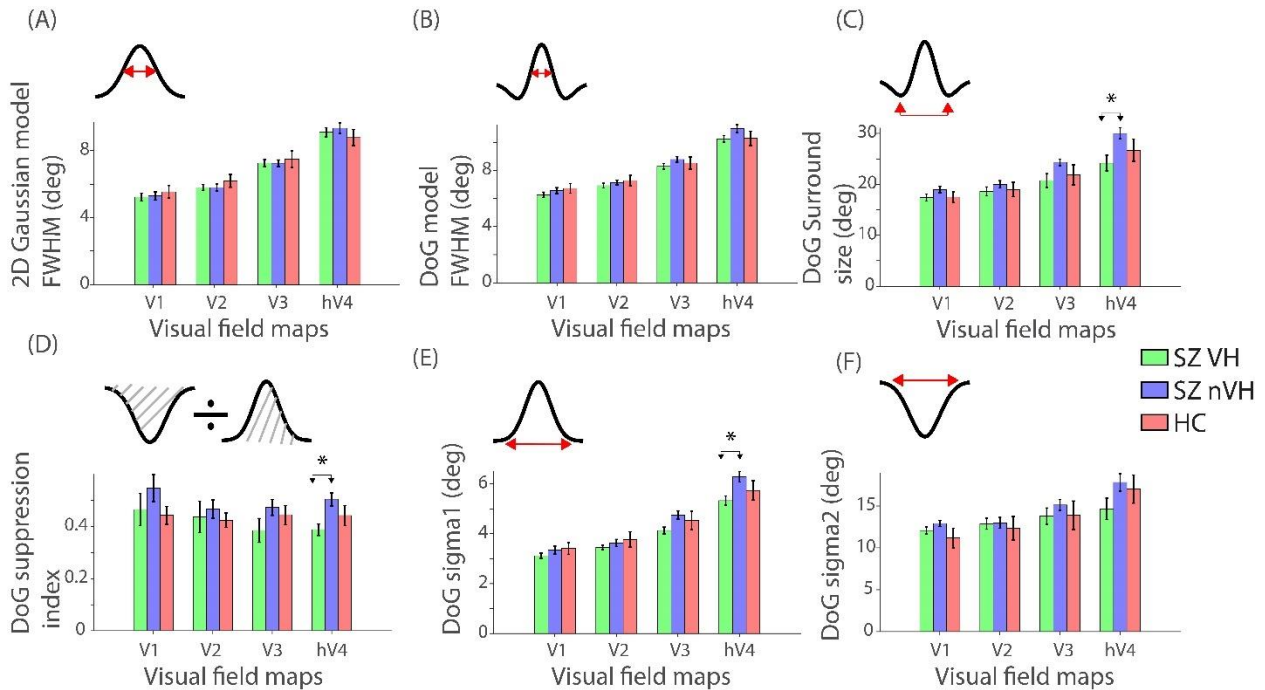 (A)
2D Gaussian model
FWHM (deg)
8
4
0
V1 V2 V3 hV4
Visual field maps
(B)
DoG model
FWHM (deg)
8
4
0
V1 V2 V3 hV4
Visual field maps
(C)
*
DoG Surround
size (deg)
30
20
10
0
V1 V2 V3 hV4
Visual field maps
(D)
*
DoG suppression
index
0.4
0.2
0
V1 V2 V3 hV4
Visual field maps
(E)
*
DoG sigma1 (deg)
6
4
2
0
V1 V2 V3 hV4
Visual field maps
(F)
DoG sigma2 (deg)
15
10
5
0
V1 V2 V3 hV4
Visual field maps
SZ VH
SZ nVH
HC